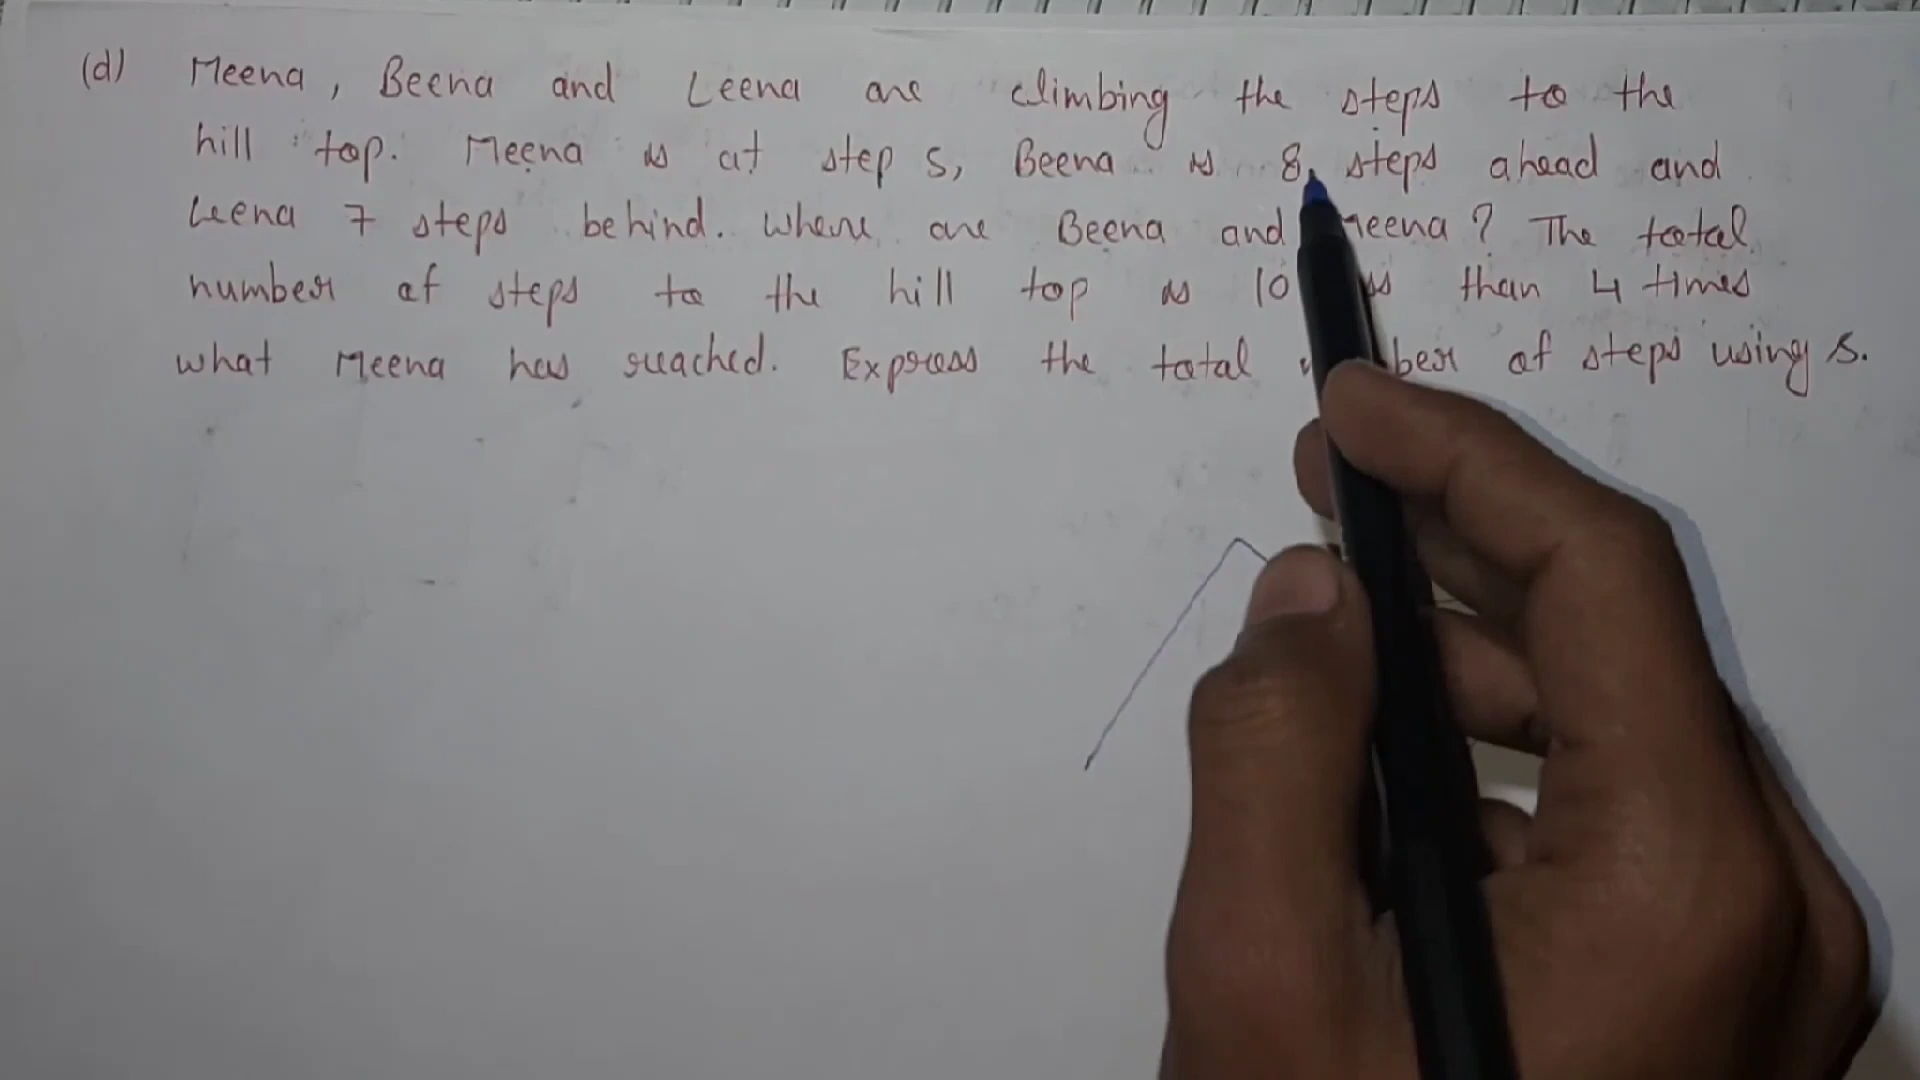 (d) Meena, Beena and Leena are climbing the steps to the
hill top. Meena is at step s, Beena is 8 steps ahead and
Leena 7 steps behind. Where are Beena and Meena? The total
number of steps to the hill top is 10 than 4 times
what Meena has reached. Express the total of steps using s.